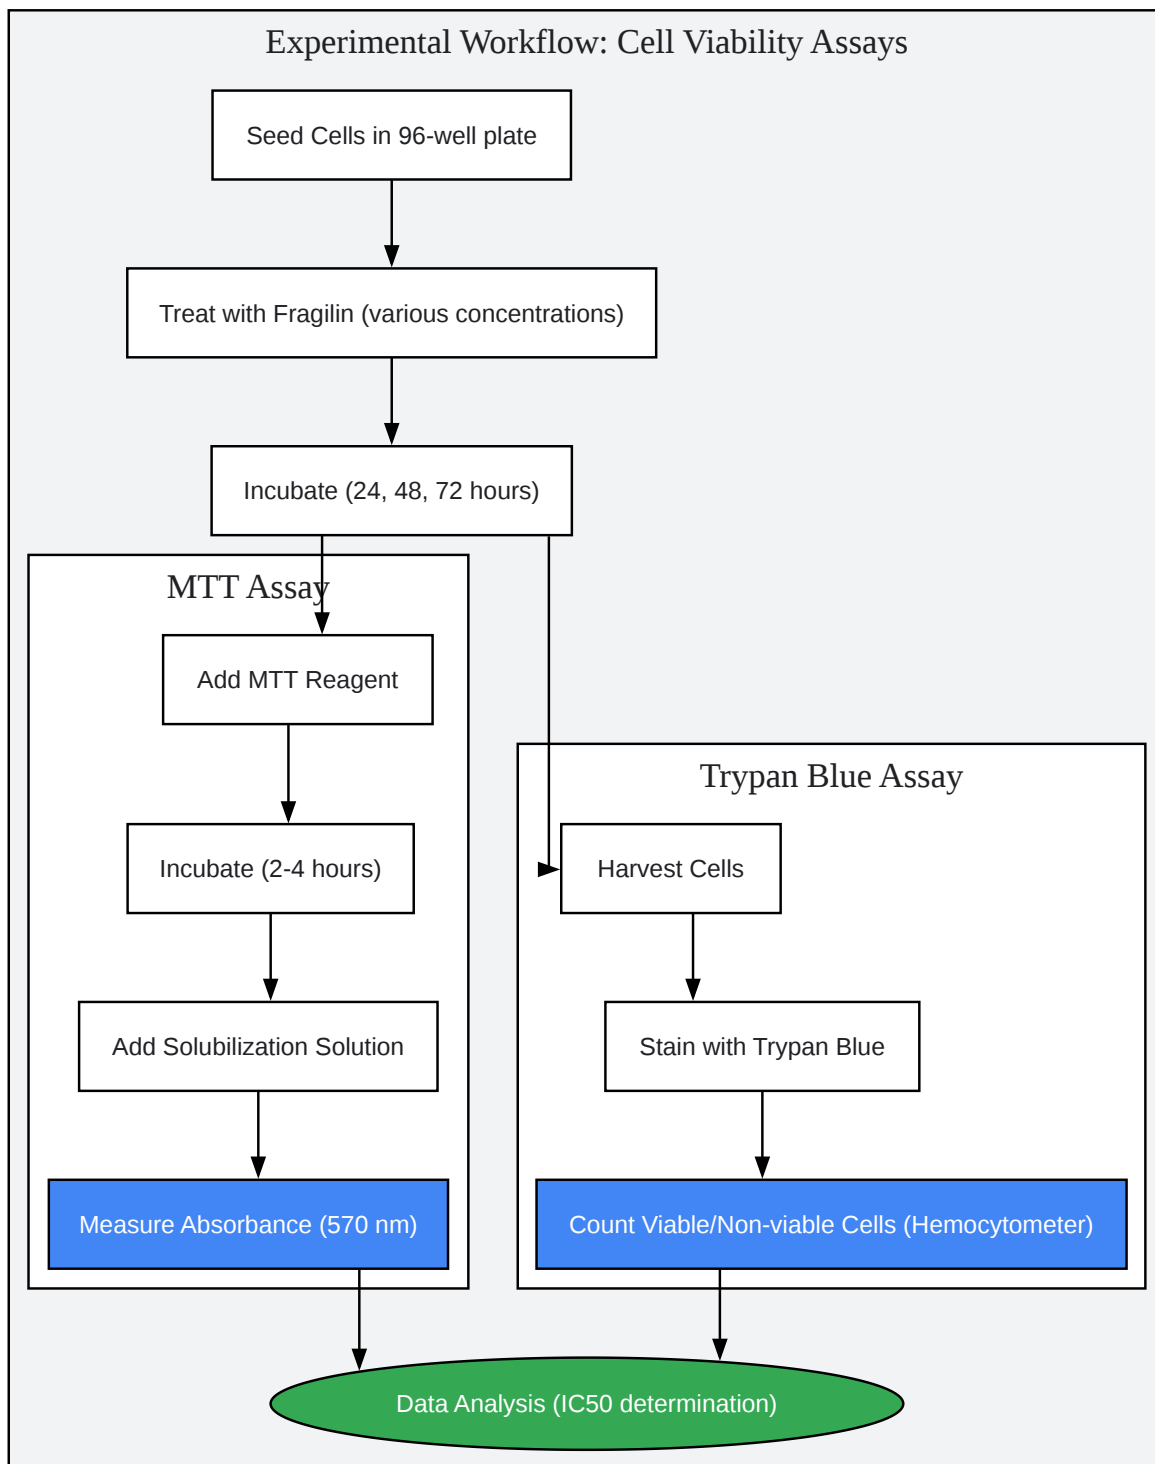 Experimental Workflow: Cell Viability Assays
Seed Cells in 96-well plate
Treat with Fragilin (various concentrations)
Incubate (24, 48, 72 hours)
MTT Assay
Add MTT Reagent
Incubate (2-4 hours)
Add Solubilization Solution
Measure Absorbance (570 nm)
Trypan Blue Assay
Harvest Cells
Stain with Trypan Blue
Count Viable/Non-viable Cells (Hemocytometer)
Data Analysis (IC50 determination)